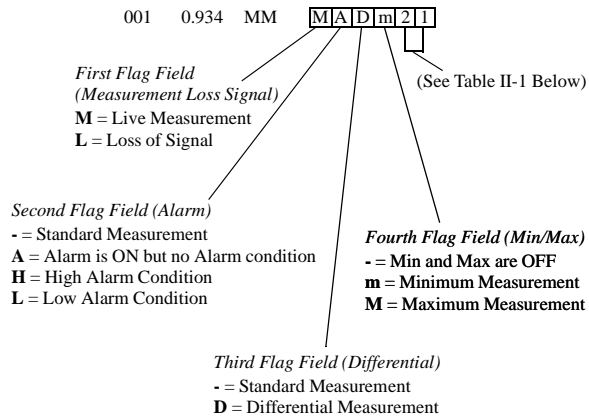 001 0.934 MM M A D m 2 1
(See Table II-1 Below)
First Flag Field
(Measurement Loss Signal)
M = Live Measurement
L = Loss of Signal
Second Flag Field (Alarm)
- = Standard Measurement
A = Alarm is ON but no Alarm condition
H = High Alarm Condition
L = Low Alarm Condition
Fourth Flag Field (Min/Max)
- = Min and Max are OFF
m = Minimum Measurement
M = Maximum Measurement
Third Flag Field (Differential)
- = Standard Measurement
D = Differential Measurement